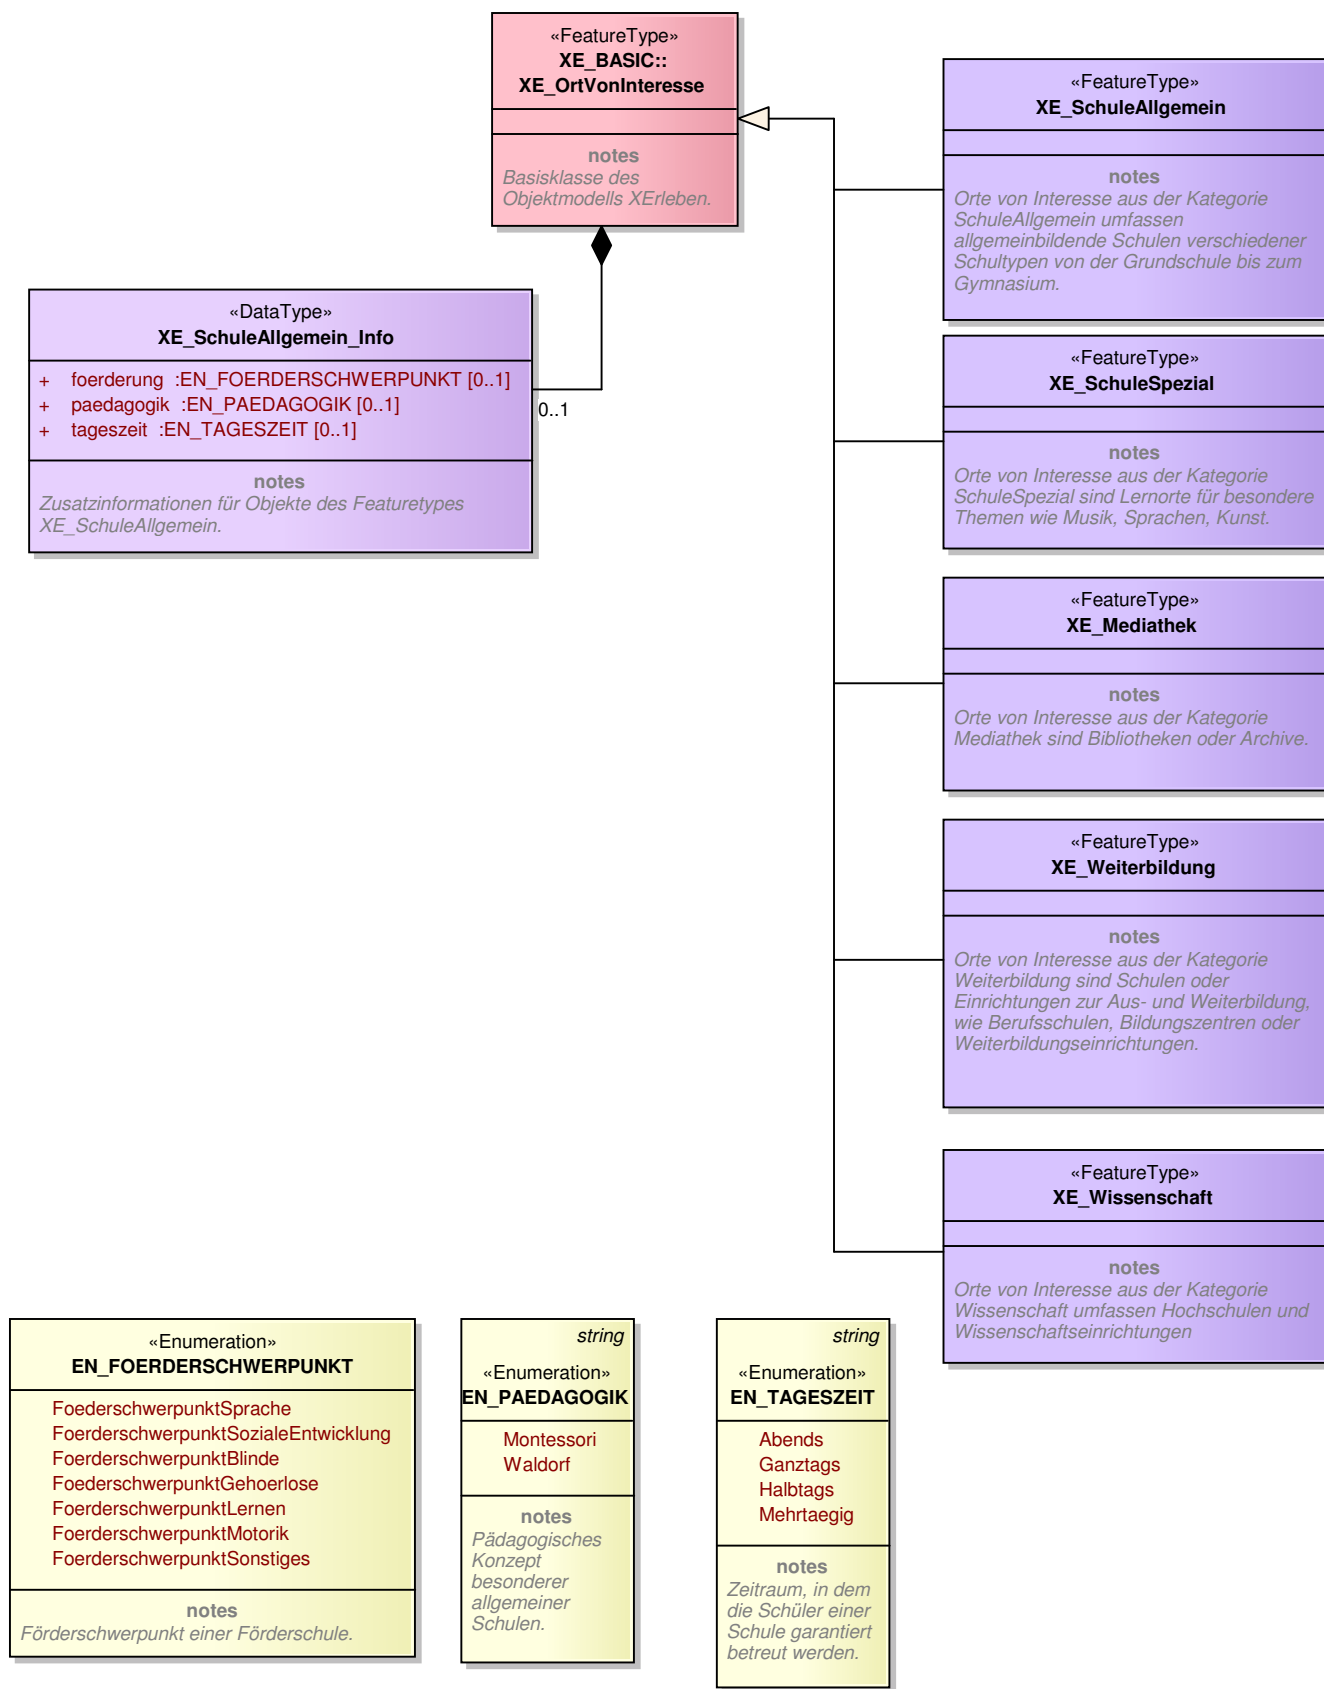 «FeatureType»
XE_BASIC::
XE_OrtVonInteresse
notes
Basisklasse des
Objektmodells XErleben.
«DataType»
XE_SchuleAllgemein_Info
+ foerderung :EN_FOERDERSCHWERPUNKT [0..1]
+ paedagogik :EN_PAEDAGOGIK [0..1]
+ tageszeit :EN_TAGESZEIT [0..1]
notes
Zusatzinformationen für Objekte des Featuretypes
XE_SchuleAllgemein.
0..1
«FeatureType»
XE_SchuleAllgemein
notes
Orte von Interesse aus der Kategorie
SchuleAllgemein umfassen
allgemeinbildende Schulen verschiedener
Schultypen von der Grundschule bis zum
Gymnasium.
«FeatureType»
XE_SchuleSpezial
notes
Orte von Interesse aus der Kategorie
SchuleSpezial sind Lernorte für besondere
Themen wie Musik, Sprachen, Kunst.
«FeatureType»
XE_Mediathek
notes
Orte von Interesse aus der Kategorie
Mediathek sind Bibliotheken oder Archive.
«FeatureType»
XE_Weiterbildung
notes
Orte von Interesse aus der Kategorie
Weiterbildung sind Schulen oder
Einrichtungen zur Aus- und Weiterbildung,
wie Berufsschulen, Bildungszentren oder
Weiterbildungseinrichtungen.
«FeatureType»
XE_Wissenschaft
notes
Orte von Interesse aus der Kategorie
Wissenschaft umfassen Hochschulen und
Wissenschaftseinrichtungen
«Enumeration»
EN_FOERDERSCHWERPUNKT
FoederschwerpunktSprache
FoerderschwerpunktSozialeEntwicklung
FoerderschwerpunktBlinde
FoederschwerpunktGehoerlose
FoerderschwerpunktLernen
FoerderschwerpunktMotorik
FoerderschwerpunktSonstiges
notes
Förderschwerpunkt einer Förderschule.
string
«Enumeration»
EN_PAEDAGOGIK
Montessori
Waldorf
notes
Pädagogisches
Konzept
besonderer
allgemeiner
Schulen.
string
«Enumeration»
EN_TAGESZEIT
Abends
Ganztags
Halbtags
Mehrtaegig
notes
Zeitraum, in dem
die Schüler einer
Schule garantiert
betreut werden.